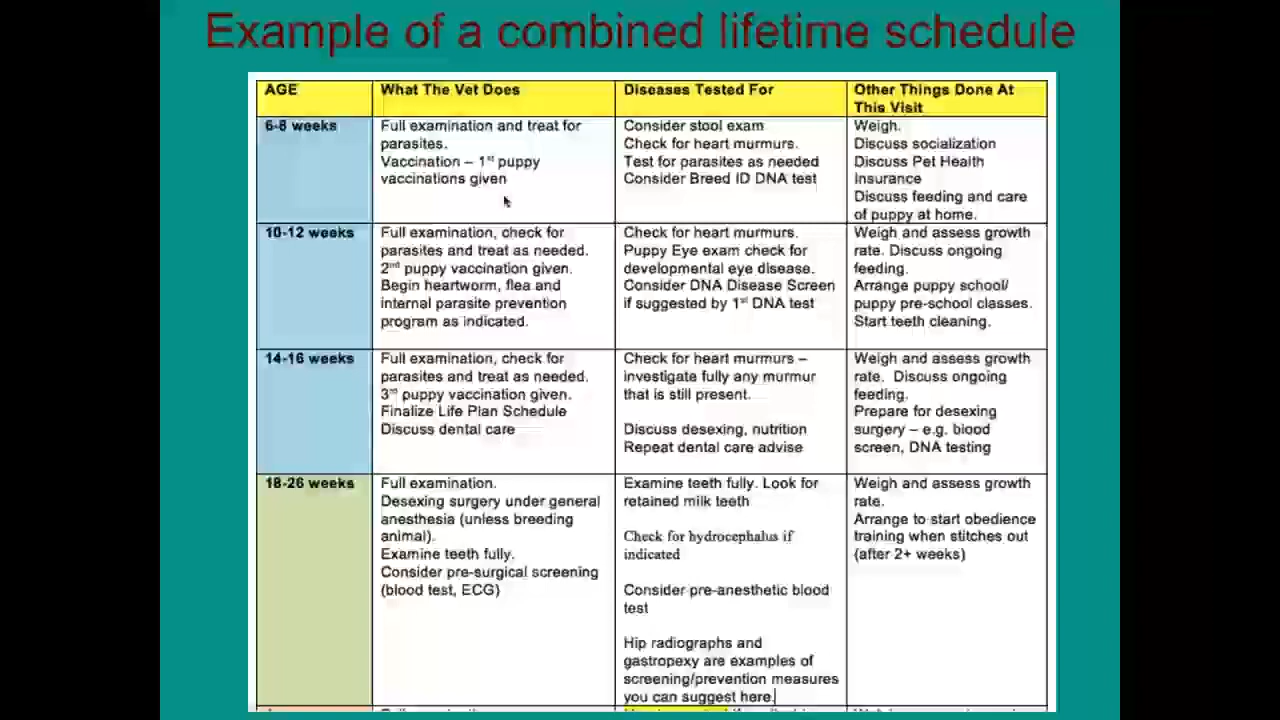 Example of a combined lifetime schedule
AGE
What The Vet Does
Diseases Tested For
Other Things Done At
This Visit
6-8 weeks
Full examination and treat for
parasites.
Vaccination – 1st puppy
vaccinations given
Consider stool exam
Check for heart murmurs.
Test for parasites as needed
Consider Breed ID DNA test
Weigh.
Discuss socialization
Discuss Pet Health
Insurance
Discuss feeding and care
of puppy at home.
10-12 weeks
Full examination, check for
parasites and treat as needed.
2nd puppy vaccination given.
Begin heartworm, flea and
internal parasite prevention
program as indicated.
Check for heart murmurs.
Puppy Eye exam check for
developmental eye disease.
Consider DNA Disease Screen
if suggested by 1st DNA test
Weigh and assess growth
rate. Discuss ongoing
feeding.
Arrange puppy school/
puppy pre-school classes.
Start teeth cleaning.
14-16 weeks
Full examination, check for
parasites and treat as needed.
3rd puppy vaccination given.
Finalize Life Plan Schedule
Discuss dental care
Check for heart murmurs –
investigate fully any murmur
that is still present.
Discuss desexing, nutrition
Repeat dental care advise
Weigh and assess growth
rate. Discuss ongoing
feeding.
Prepare for desexing
surgery – e.g. blood
screen, DNA testing
18-26 weeks
Full examination.
Desexing surgery under general
anesthesia (unless breeding
animal).
Examine teeth fully.
Consider pre-surgical screening
(blood test, ECG)
Examine teeth fully. Look for
retained milk teeth
Check for hydrocephalus if
indicated
Consider pre-anesthetic blood
test
Hip radiographs and
gastropexy are examples of
screening/prevention measures
you can suggest here.
Weigh and assess growth
rate.
Arrange to start obedience
training when stitches out
(after 2+ weeks)